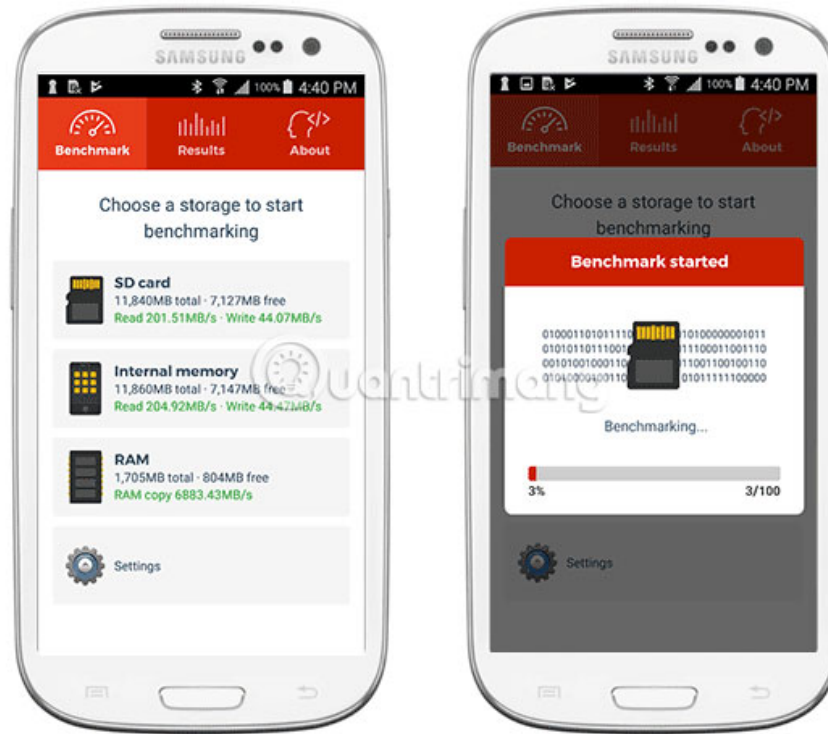 SAMSUNG
100% 4:40 PM
Benchmark
Results
About
Choose a storage to start
benchmarking
SD card
11,840MB total · 7,127MB free
Read 201.51MB/s · Write 44.07MB/s
Internal memory
11,860MB total · 7,147MB free
Read 204.92MB/s · Write 44.47MB/s
RAM
1,705MB total · 804MB free
RAM copy 6883.43MB/s
Settings
SAMSUNG
100% 4:40 PM
Benchmark
Results
About
Choose a storage to start
benchmarking
Benchmark started
Benchmarking...
3%
3/100
Settings
Quantrimang